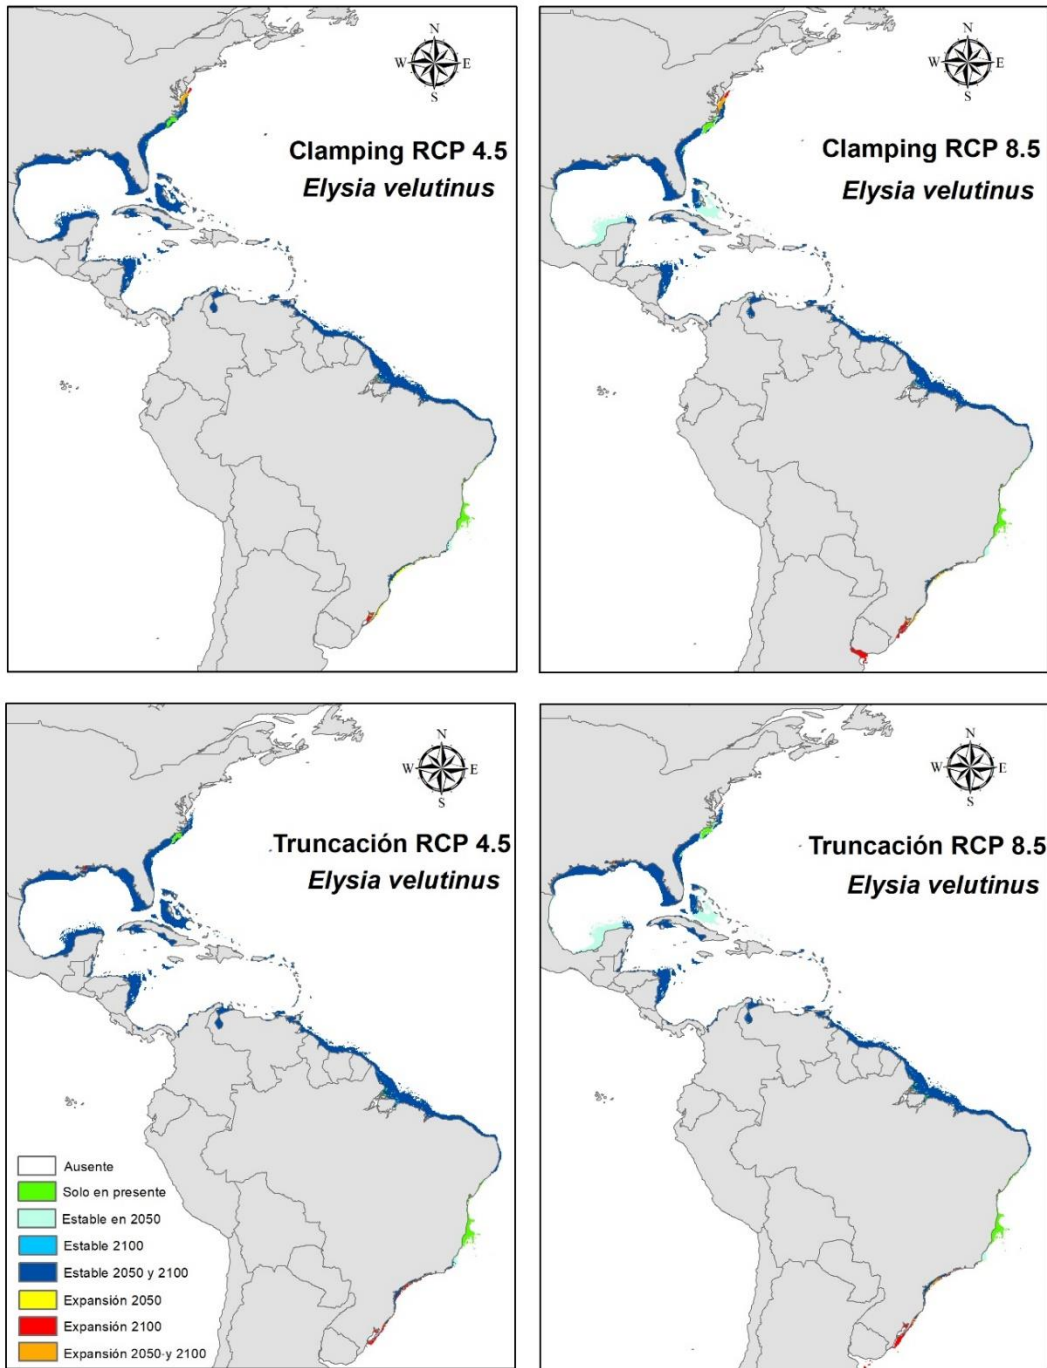 N
W E
S
Clamping RCP 4.5
Elysia velutinus
N
W E
S
Clamping RCP 8.5
Elysia velutinus
N
W E
S
Truncación RCP 4.5
Elysia velutinus
Ausente
Solo en presente
Estable en 2050
Estable 2100
Estable 2050 y 2100
Expansión 2050
Expansión 2100
Expansión 2050 y 2100
N
W E
S
Truncación RCP 8.5
Elysia velutinus